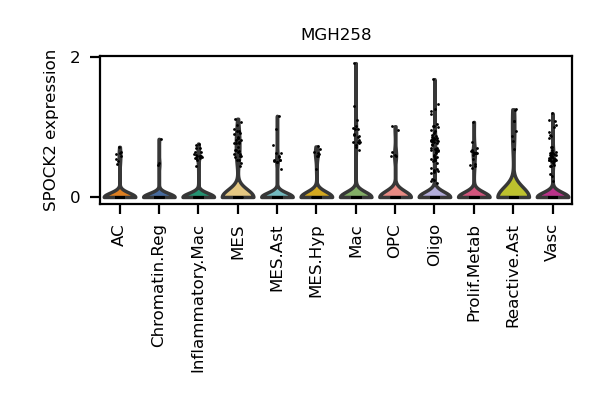 MGH258
SPOCK2 expression
2
0
AC
Chromatin.Reg
Inflammatory.Mac
MES
MES.Ast
MES.Hyp
Mac
OPC
Oligo
Prolif.Metab
Reactive.Ast
Vasc